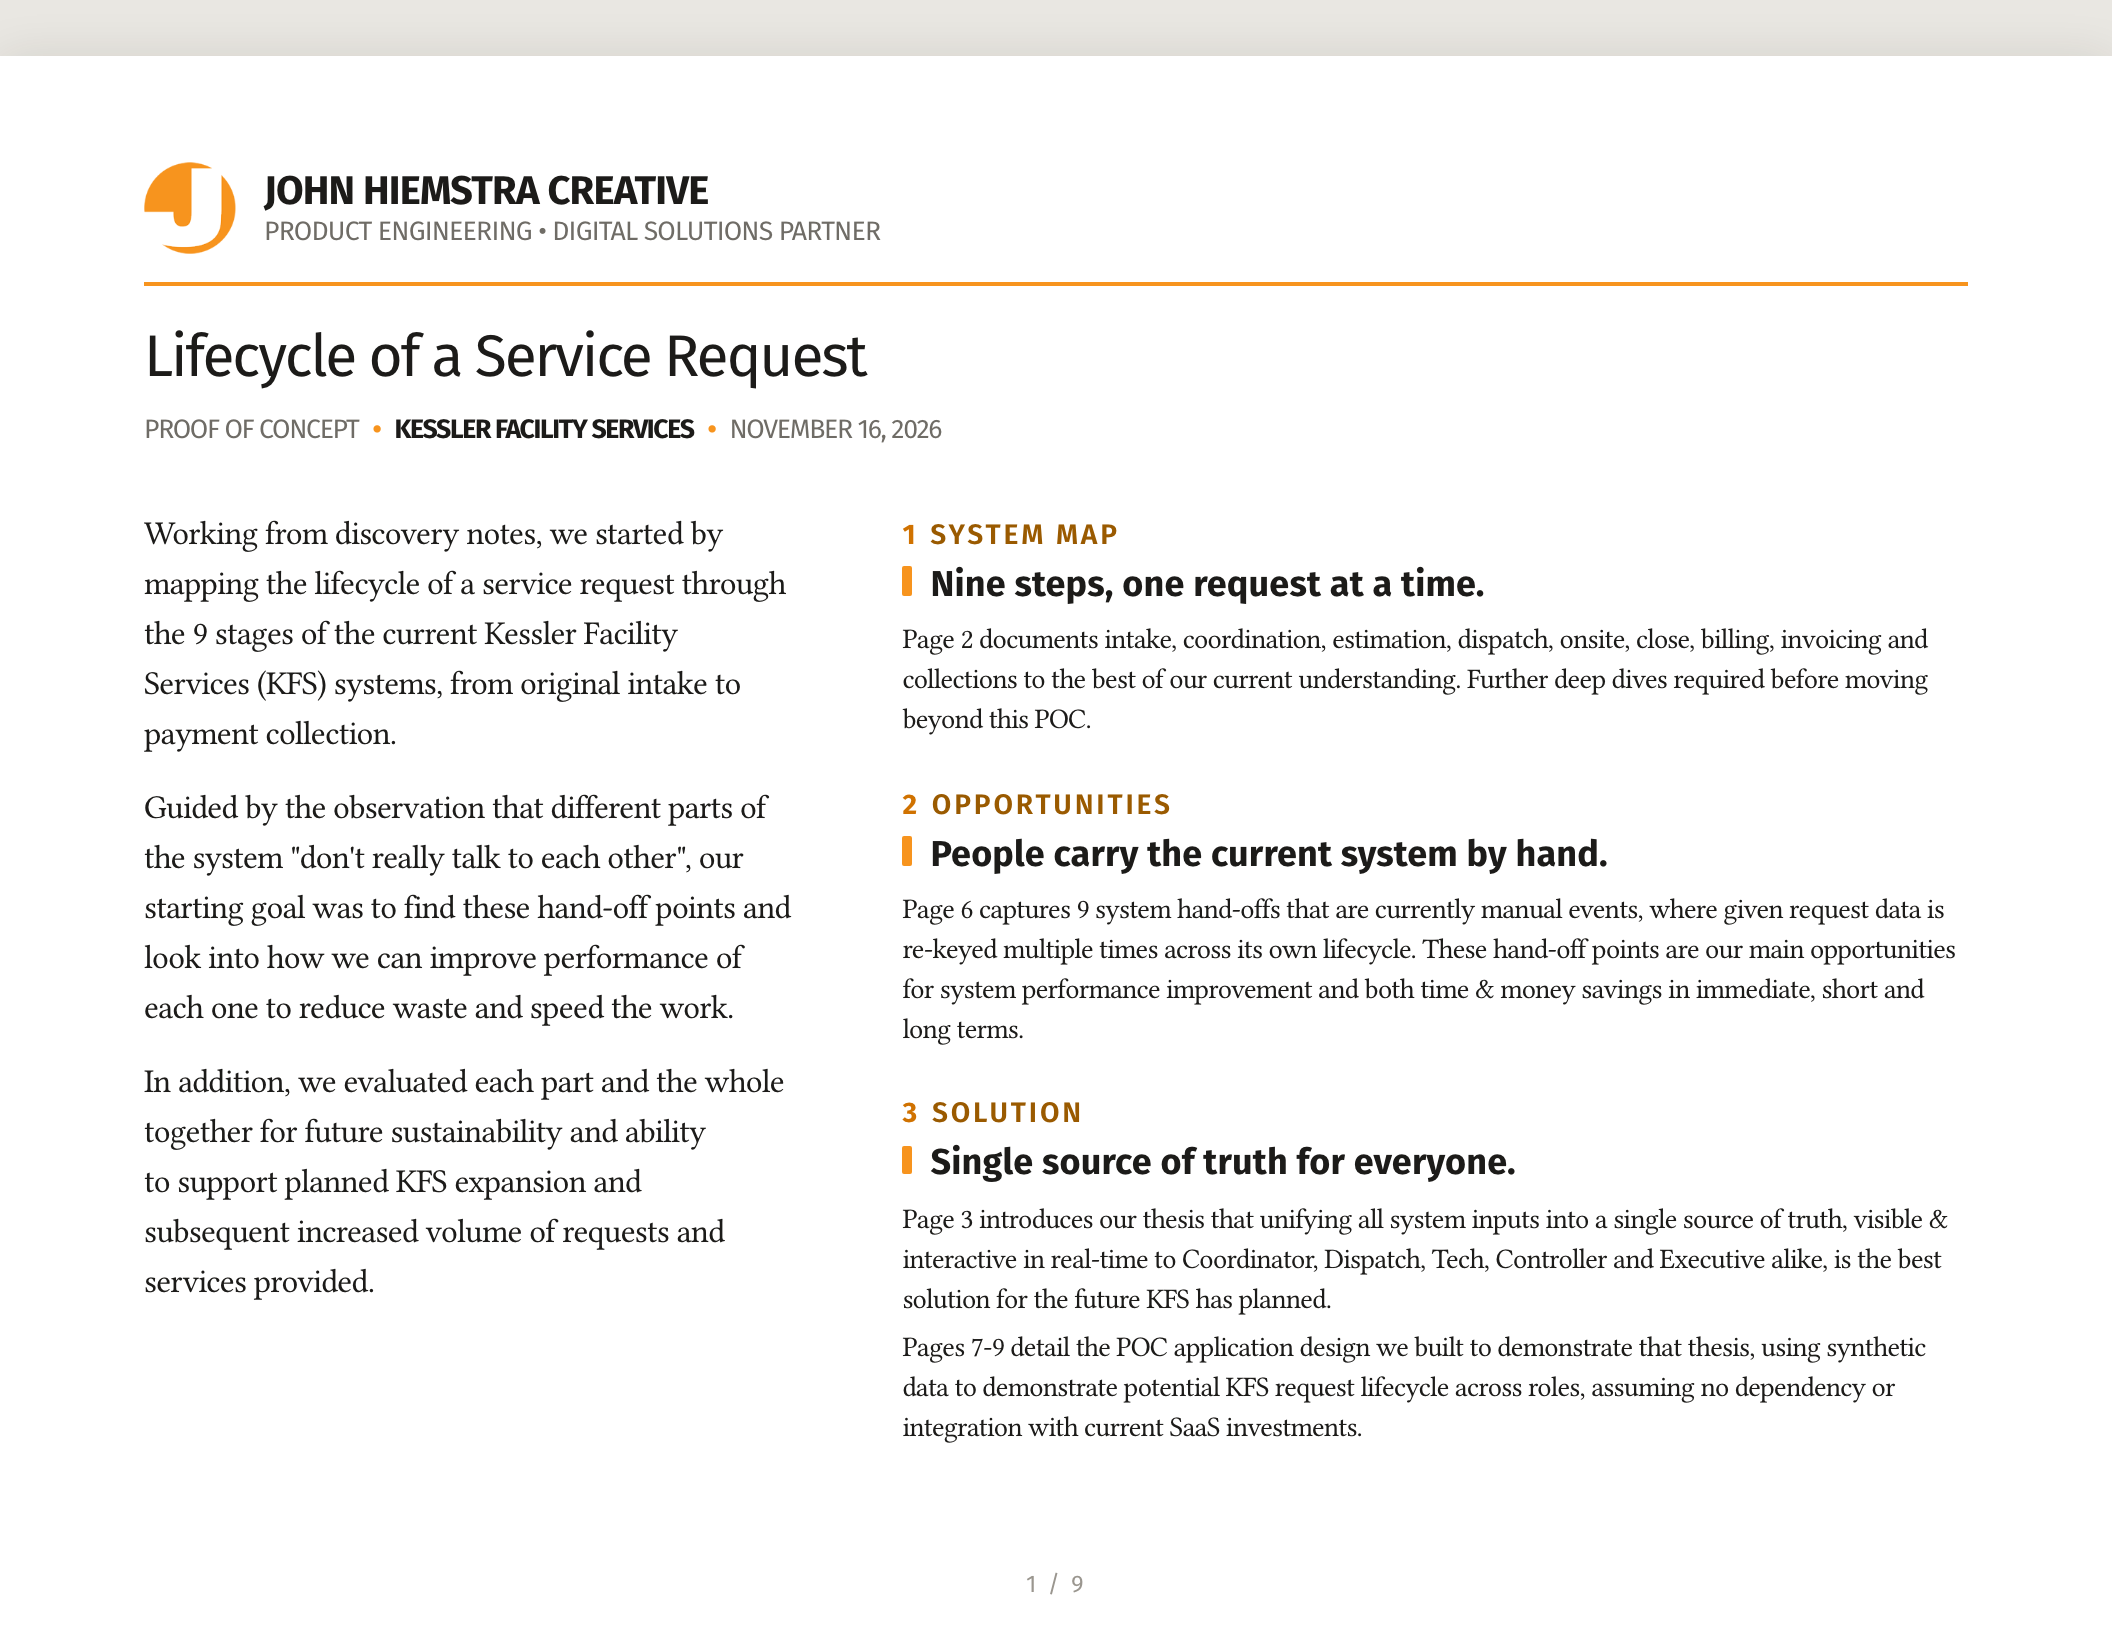 JOHN HIEMSTRA CREATIVE
PRODUCT ENGINEERING • DIGITAL SOLUTIONS PARTNER
Lifecycle of a Service Request
PROOF OF CONCEPT • KESSLER FACILITY SERVICES • NOVEMBER 16, 2026
Working from discovery notes, we started by
mapping the lifecycle of a service request through
the 9 stages of the current Kessler Facility
Services (KFS) systems, from original intake to
payment collection.
Guided by the observation that different parts of
the system "don't really talk to each other", our
starting goal was to find these hand-off points and
look into how we can improve performance of
each one to reduce waste and speed the work.
In addition, we evaluated each part and the whole
together for future sustainability and ability
to support planned KFS expansion and
subsequent increased volume of requests and
services provided.
1 SYSTEM MAP
Nine steps, one request at a time.
Page 2 documents intake, coordination, estimation, dispatch, onsite, close, billing, invoicing and
collections to the best of our current understanding. Further deep dives required before moving
beyond this POC.
2 OPPORTUNITIES
People carry the current system by hand.
Page 6 captures 9 system hand-offs that are currently manual events, where given request data is
re-keyed multiple times across its own lifecycle. These hand-off points are our main opportunities
for system performance improvement and both time & money savings in immediate, short and
long terms.
3 SOLUTION
Single source of truth for everyone.
Page 3 introduces our thesis that unifying all system inputs into a single source of truth, visible &
interactive in real-time to Coordinator, Dispatch, Tech, Controller and Executive alike, is the best
solution for the future KFS has planned.
Pages 7-9 detail the POC application design we built to demonstrate that thesis, using synthetic
data to demonstrate potential KFS request lifecycle across roles, assuming no dependency or
integration with current SaaS investments.
1 / 9